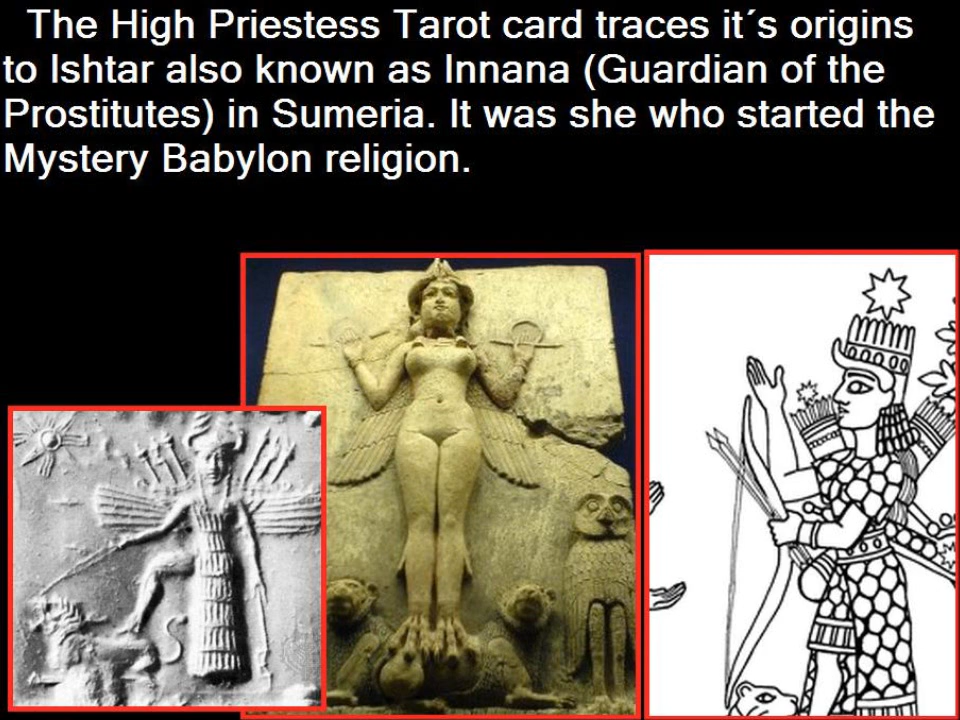 The High Priestess Tarot card traces it´s origins
to Ishtar also known as Innana (Guardian of the
Prostitutes) in Sumeria. It was she who started the
Mystery Babylon religion.